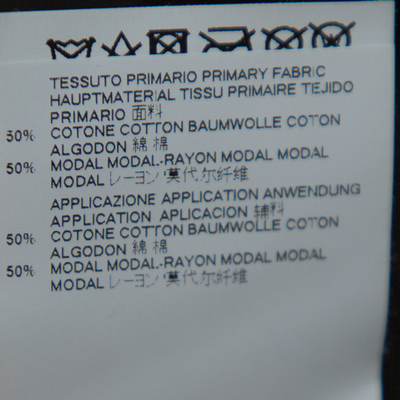 TESSUTO PRIMARIO PRIMARY FABRIC
HAUPTMATERIAL TISSU PRIMAIRE TEJIDO
PRIMARIO 面料
50% COTONE COTTON BAUMWOLLE COTON
ALGODON 綿 棉
50% MODAL MODAL-RAYON MODAL MODAL
MODAL レーヨン 莫代尔纤维
APPLICAZIONE APPLICATION ANWENDUNG
APPLICATION APLICACION 辅料
50% COTONE COTTON BAUMWOLLE COTON
ALGODON 綿 棉
50% MODAL MODAL-RAYON MODAL MODAL
MODAL レーヨン 莫代尔纤维